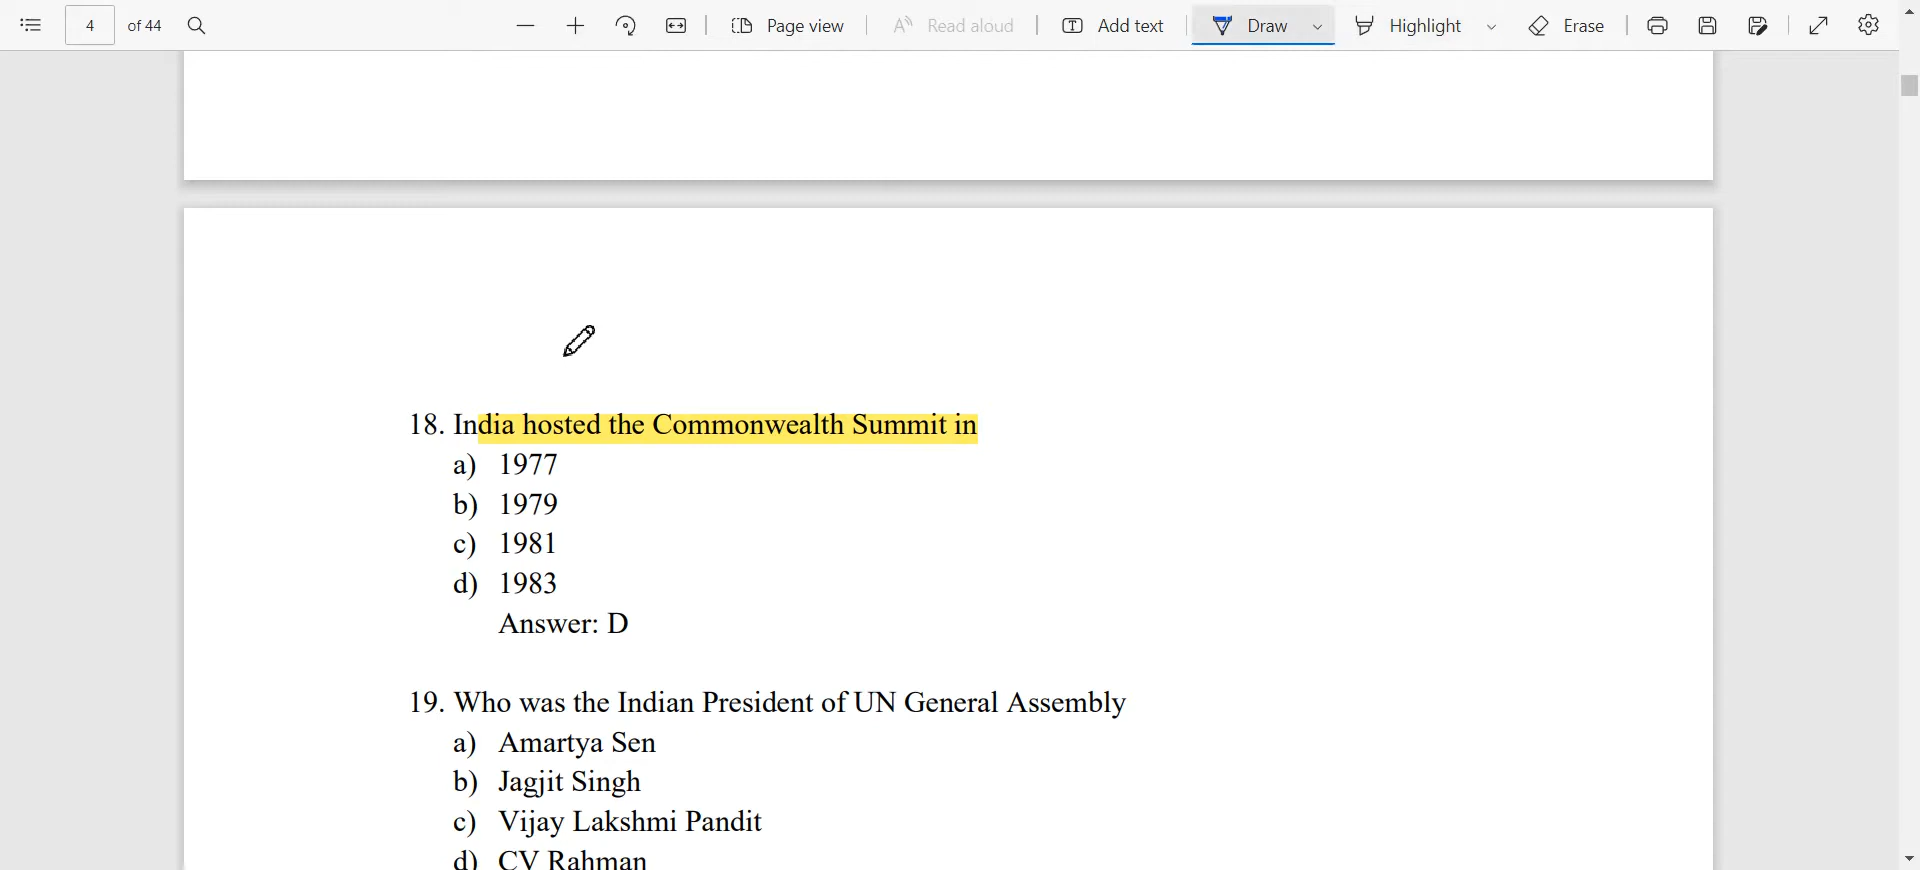 4 of 44 Page view Read aloud Add text Draw Highlight Erase
18. India hosted the Commonwealth Summit in
a) 1977
b) 1979
c) 1981
d) 1983
Answer: D
19. Who was the Indian President of UN General Assembly
a) Amartya Sen
b) Jagjit Singh
c) Vijay Lakshmi Pandit
d) CV Rahman